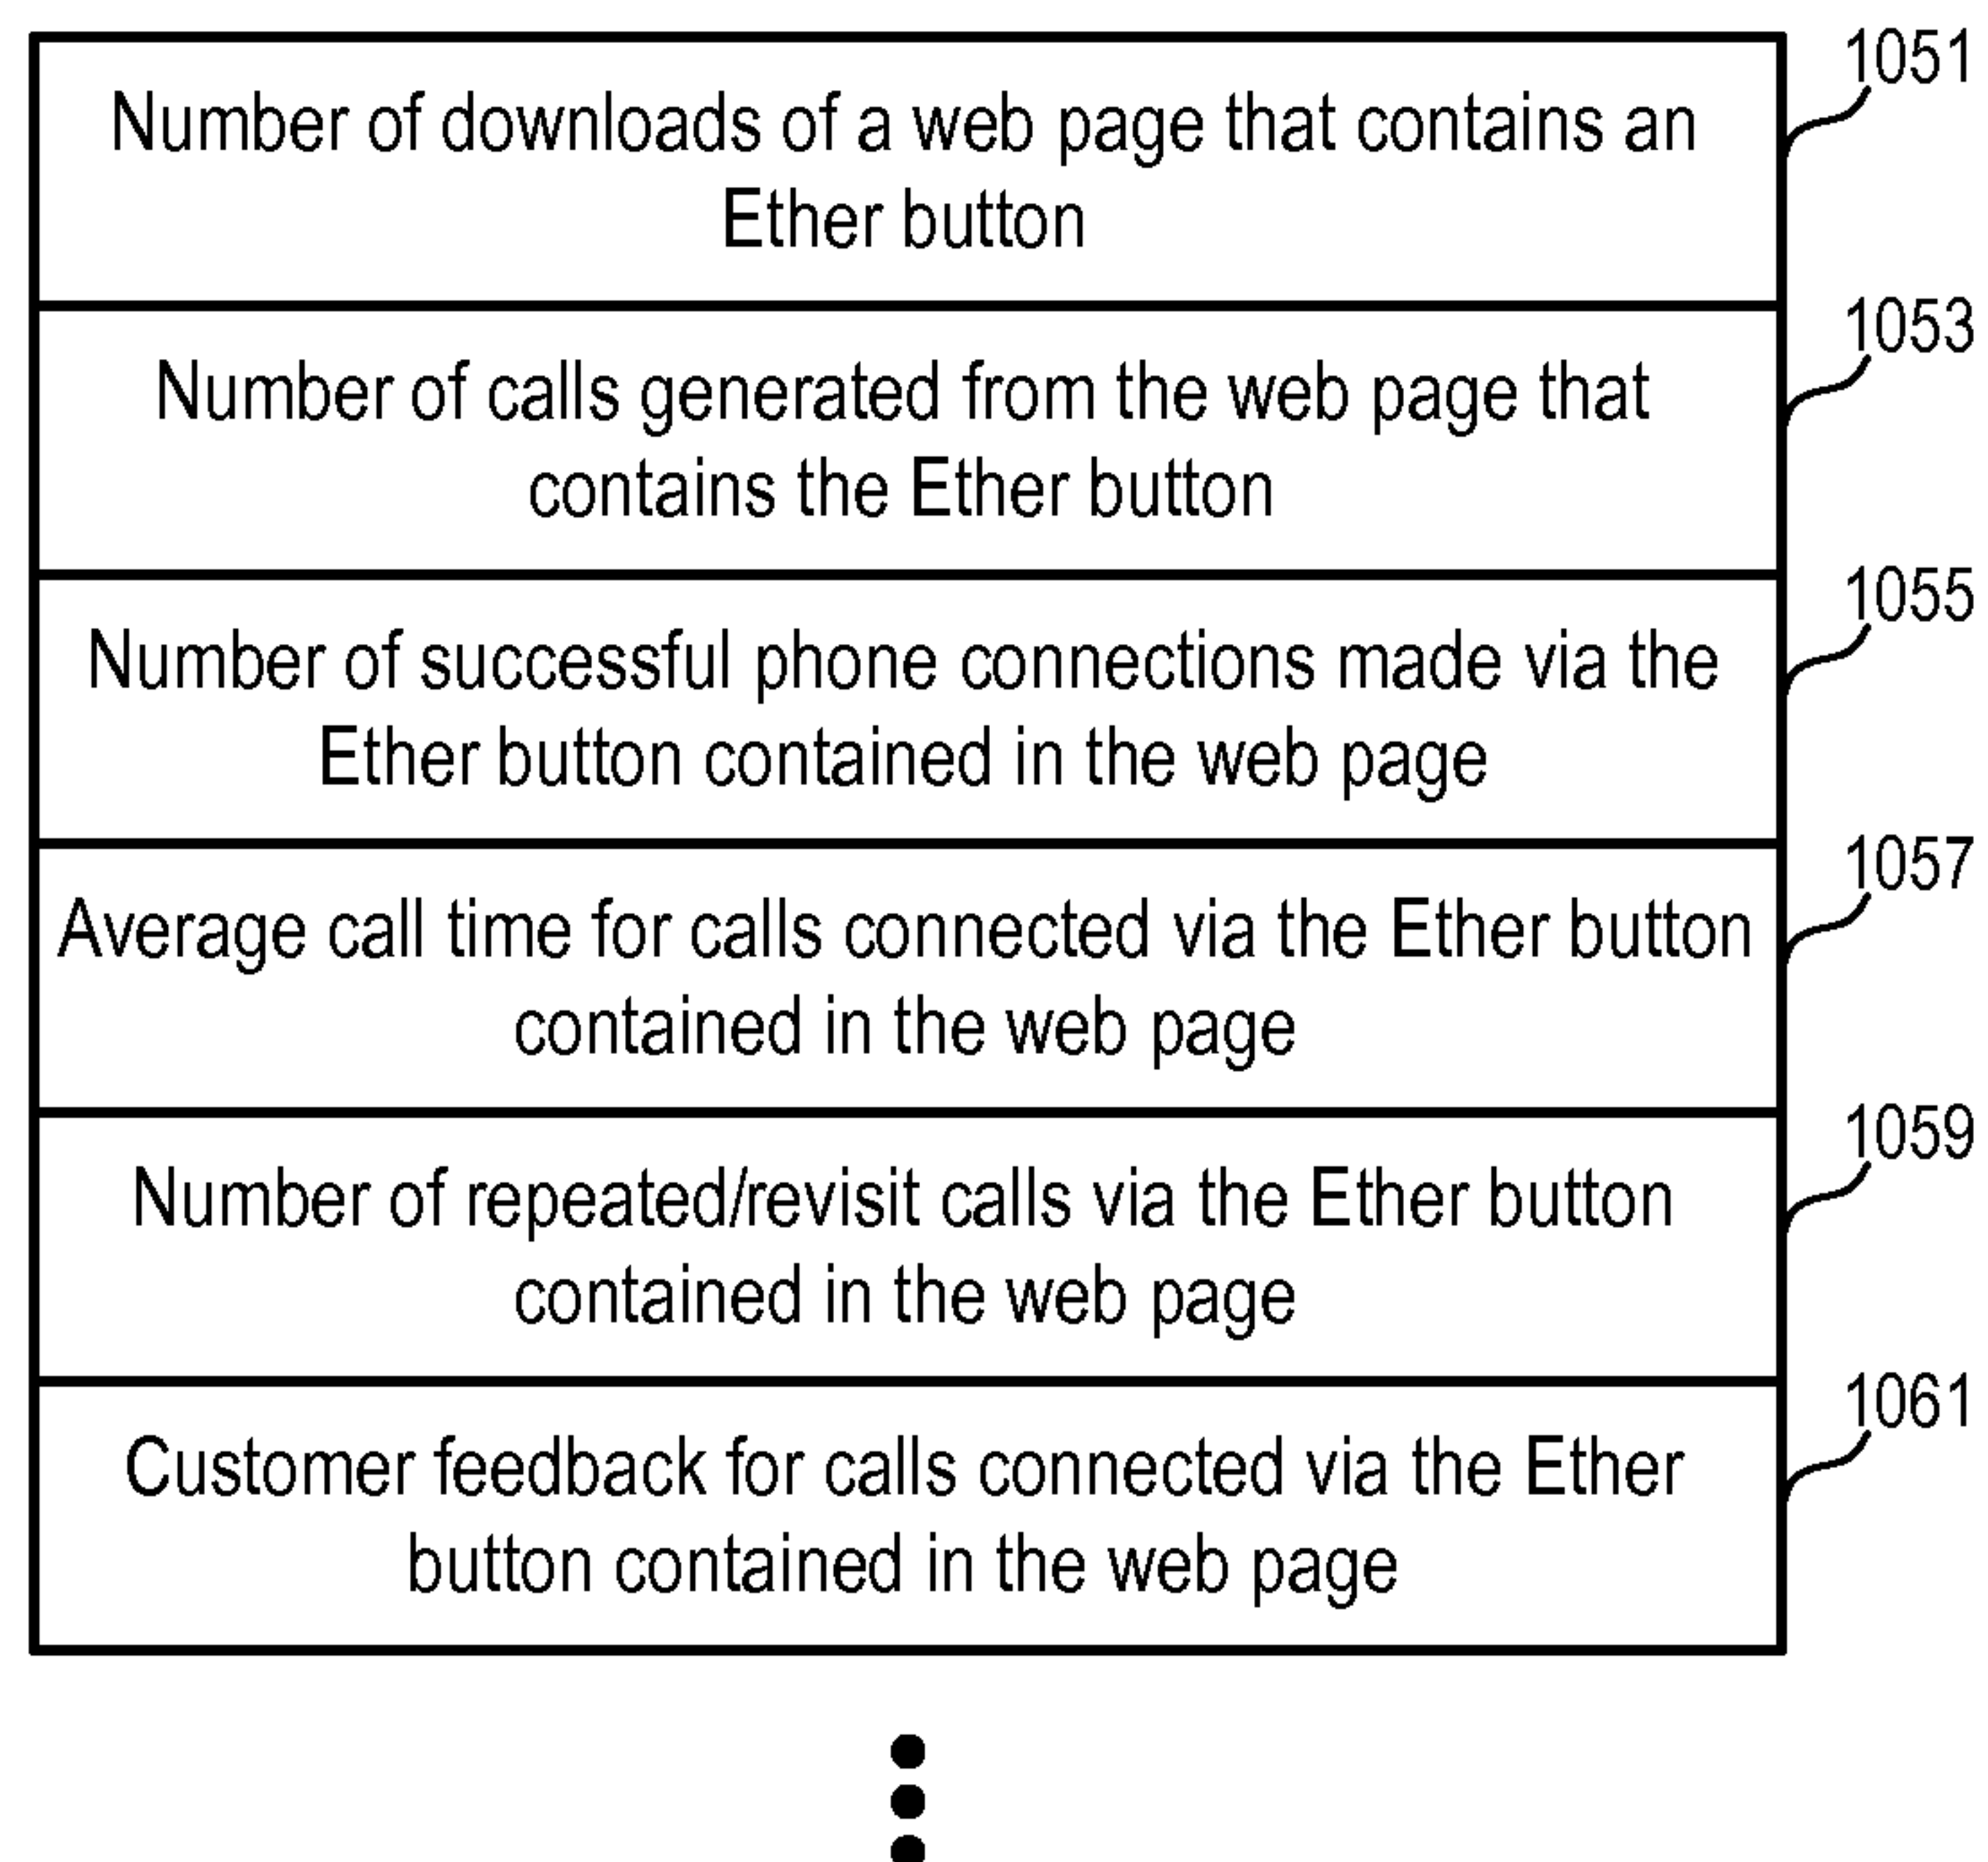 1051
Number of downloads of a web page that contains an
Ether button
1053
Number of calls generated from the web page that
contains the Ether button
1055
Number of successful phone connections made via the
Ether button contained in the web page
1057
Average call time for calls connected via the Ether button
contained in the web page
1059
Number of repeated/revisit calls via the Ether button
contained in the web page
1061
Customer feedback for calls connected via the Ether
button contained in the web page